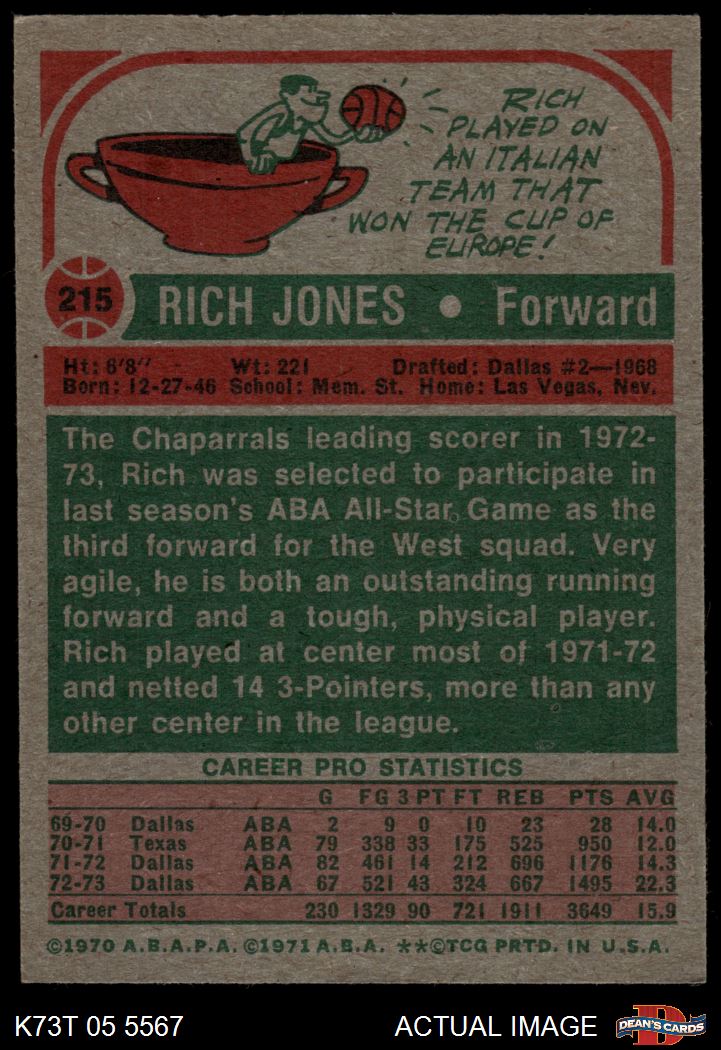 RICH
PLAYED ON
AN ITALIAN
TEAM THAT
WON THE CUP OF
EUROPE!
215 RICH JONES • Forward
Ht: 6'8" Wt: 221 Drafted: Dallas #2—1968
Born: 12-27-46 School: Mem. St. Home: Las Vegas, Nev.
The Chaparrals leading scorer in 1972-
73, Rich was selected to participate in
last season's ABA All-Star Game as the
third forward for the West squad. Very
agile, he is both an outstanding running
forward and a tough, physical player.
Rich played at center most of 1971-72
and netted 14 3-Pointers, more than any
other center in the league.
CAREER PRO STATISTICS
G FG 3 PT FT REB PTS AVG
69-70 Dallas ABA 2 9 0 10 23 28 14.0
70-71 Texas ABA 79 338 33 175 525 950 12.0
71-72 Dallas ABA 82 461 14 212 696 1176 14.3
72-73 Dallas ABA 67 521 43 324 667 1495 22.3
Career Totals 230 1329 90 721 1911 3649 15.9
©1970 A.B.A.P.A. ©1971 A.B.A. **©TCG PRTD. IN U.S.A.
K73T 05 5567 ACTUAL IMAGE D DEAN'S CARDS